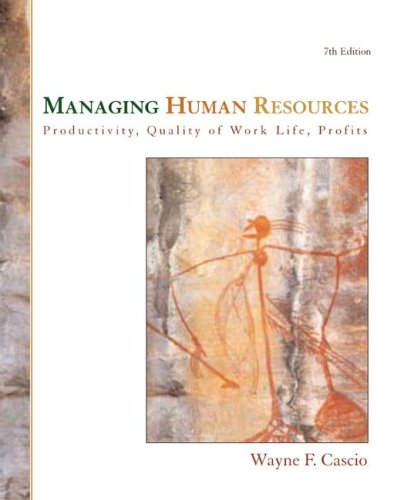 7th Edition
MANAGING HUMAN RESOURCES
Productivity, Quality of Work Life, Profits
Wayne F. Cascio